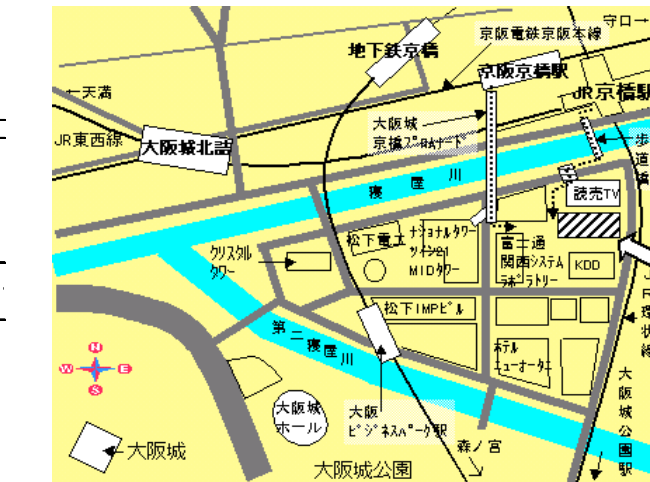 守口→
京阪電鉄京阪本線
地下鉄京橋
京阪京橋駅
←天満
JR京橋駅
大阪城
京橋ﾌﾟﾛﾑﾅｰﾄﾞ
JR東西線
大阪城北詰
歩
道
橋
寝屋川
読売TV
ﾅｼｮﾅﾙﾀﾜｰ
ﾂｲﾝ21
MIDﾀﾜｰ
松下電工
富士通
関西ｼｽﾃﾑ
ﾗﾎﾞﾗﾄﾘｰ
ｸﾘｽﾀﾙ
ﾀﾜｰ
KDD
JR環状線
松下IMPﾋﾞﾙ
第二寝屋川
ﾎﾃﾙ
ﾆｭｰｵｰﾀﾆ
N
W
E
S
大阪城公園駅
大阪城
ホール
大阪
ﾋﾞｼﾞﾈｽﾊﾟｰｸ駅
大阪城
森ノ宮
大阪城公園